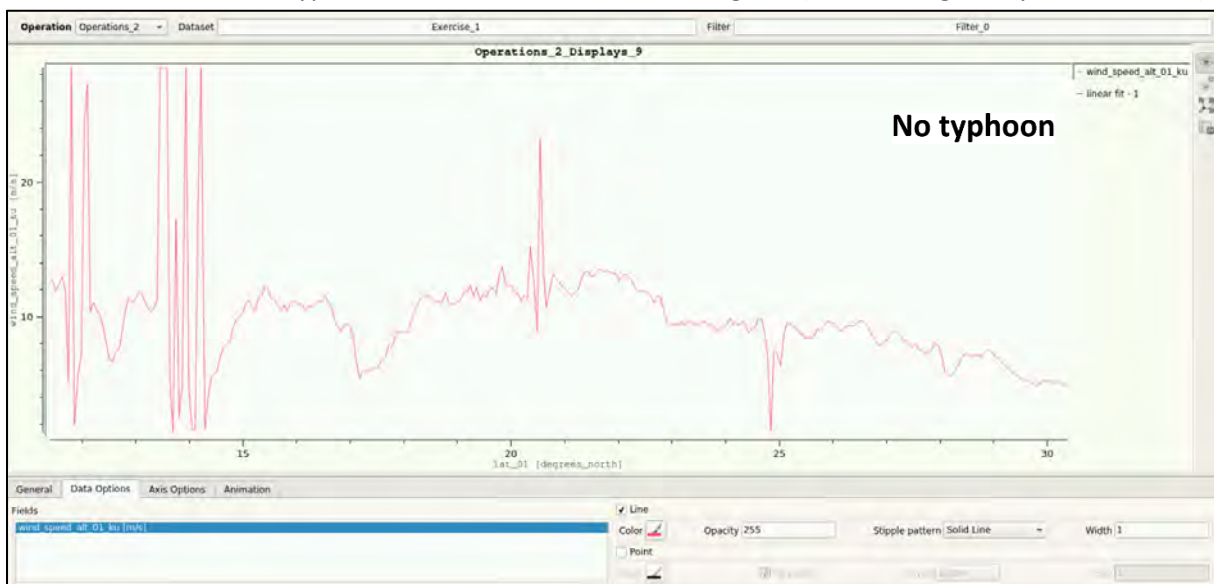 Operation Operations_2 Dataset Exercise_1 Filter Filter_0
Operations_2_Displays_9
wind_speed_alt_01_ku
linear fit - 1
No typhoon
wind_speed_alt_01_ku [m/s]
20
10
15 20 25 30
lat_01 [degrees_north]
General Data Options Axis Options Animation
Fields
wind_speed_alt_01_ku [m/s]
Line
Color Opacity 255 Stipple pattern Solid Line Width 1
Point